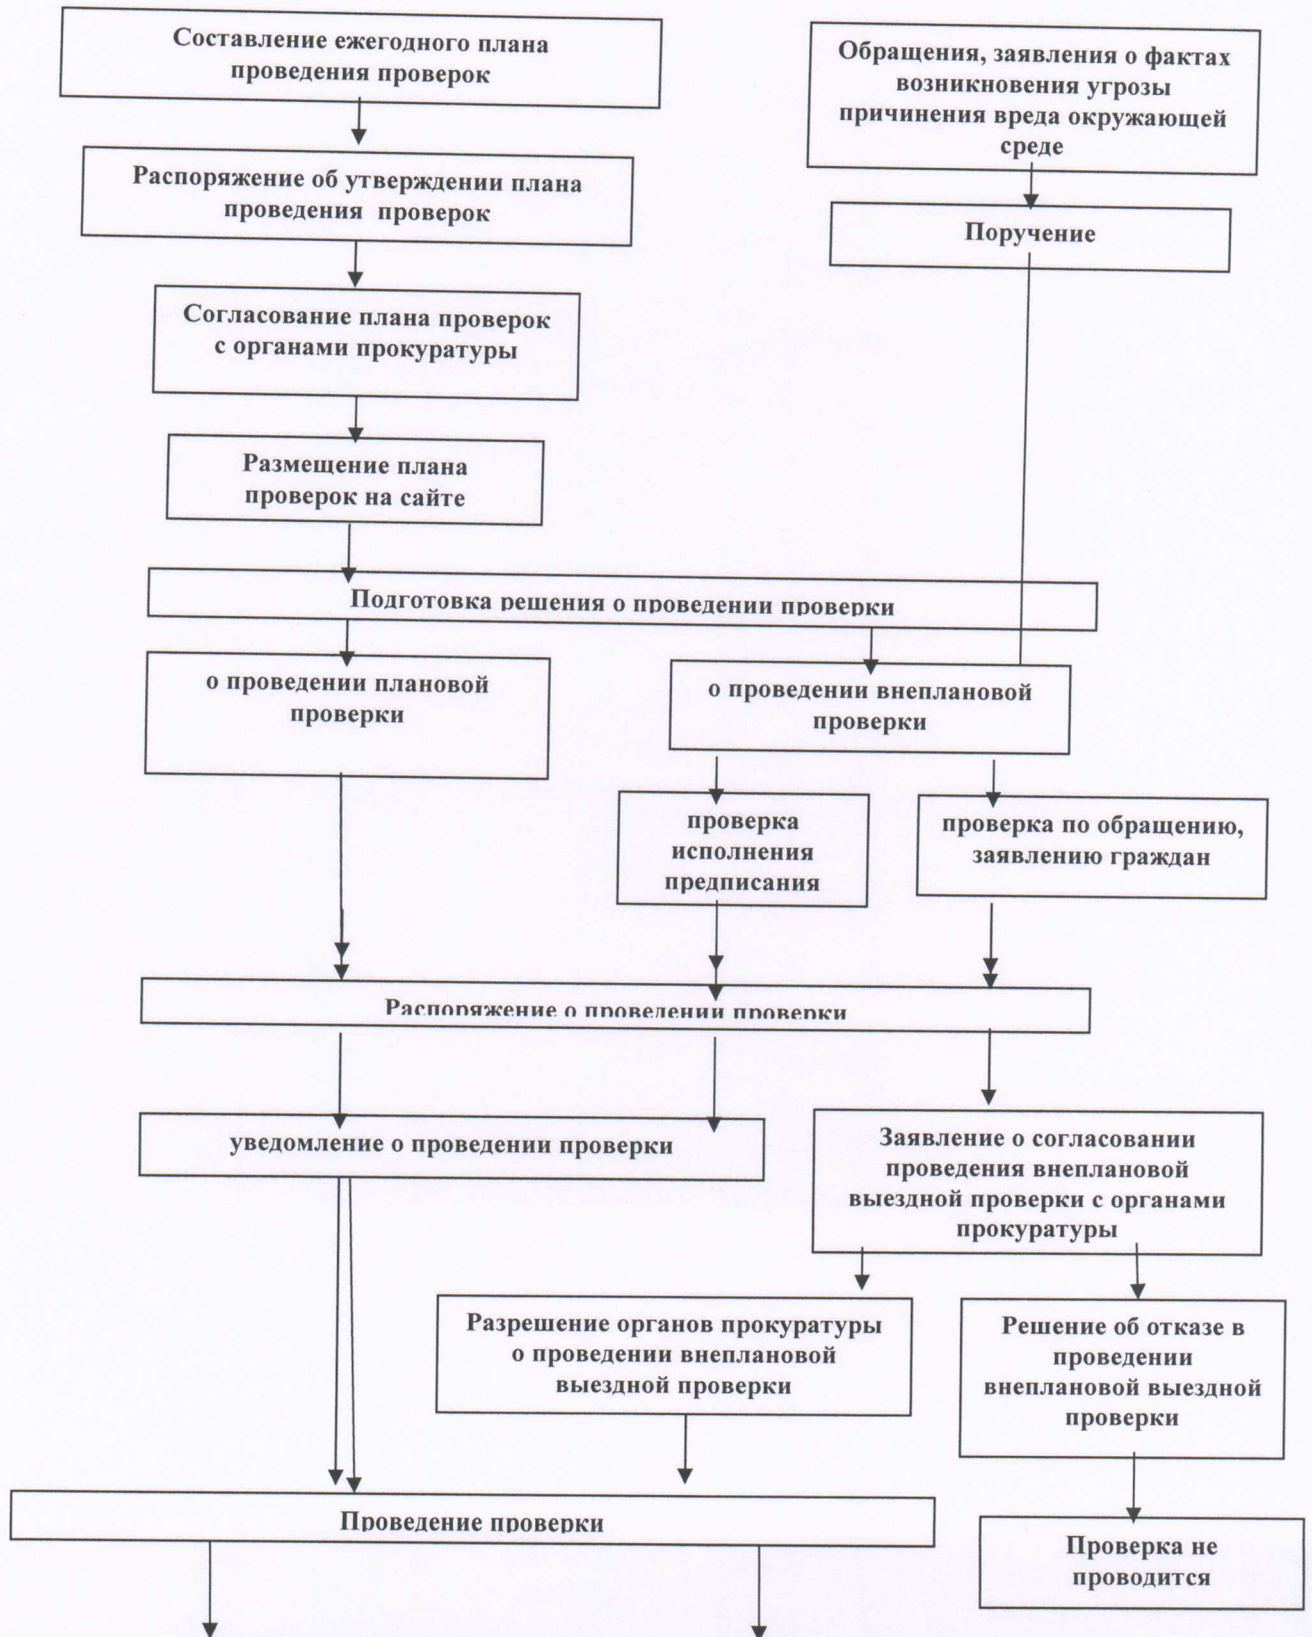 Составление ежегодного плана
проведения проверок
Обращения, заявления о фактах
возникновения угрозы
причинения вреда окружающей
среде
Распоряжение об утверждении плана
проведения проверок
Поручение
Согласование плана проверок
с органами прокуратуры
Размещение плана
проверок на сайте
Подготовка решения о проведении проверки
о проведении плановой
проверки
о проведении внеплановой
проверки
проверка
исполнения
предписания
проверка по обращению,
заявлению граждан
Распоряжение о проведении проверки
уведомление о проведении проверки
Заявление о согласовании
проведения внеплановой
выездной проверки с органами
прокуратуры
Разрешение органов прокуратуры
о проведении внеплановой
выездной проверки
Решение об отказе в
проведении
внеплановой выездной
проверки
Проведение проверки
Проверка не
проводится